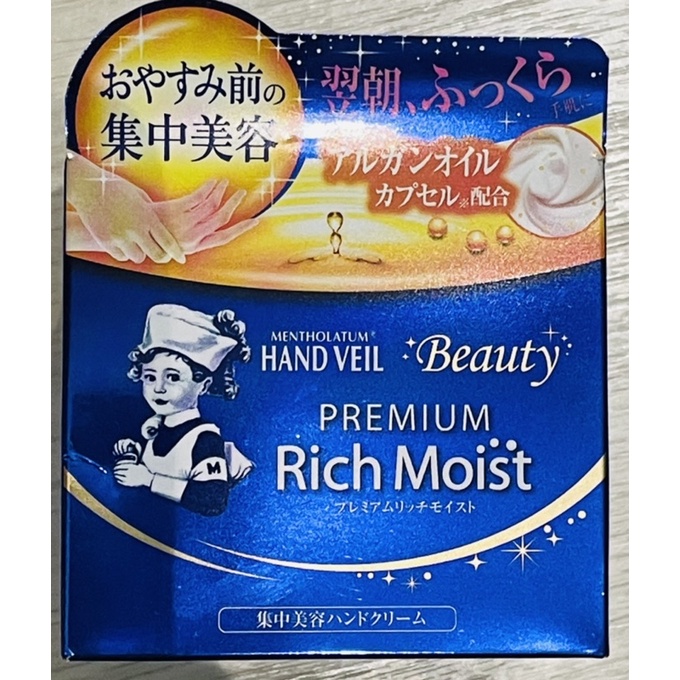 おやすみ前の
集中美容
翌朝、ふっくら
手肌に
アルガンオイル
カプセル※配合
MENTHOLATUM®
HAND VEIL
Beauty
PREMIUM
Rich Moist
プレミアムリッチモイスト
M
集中美容ハンドクリーム